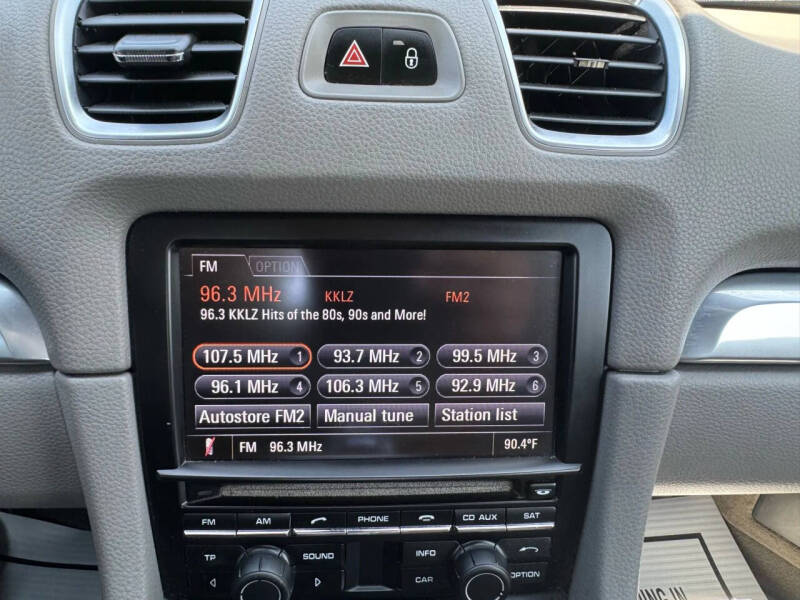 FM OPTION
96.3 MHz KKLZ FM2
96.3 KKLZ Hits of the 80s, 90s and More!
107.5 MHz 1 93.7 MHz 2 99.5 MHz 3
96.1 MHz 4 106.3 MHz 5 92.9 MHz 6
Autostore FM2 Manual tune Station list
FM 96.3 MHz 90.4°F
FM AM PHONE CD AUX SAT
TP SOUND INFO
CAR OPTION
ING IN